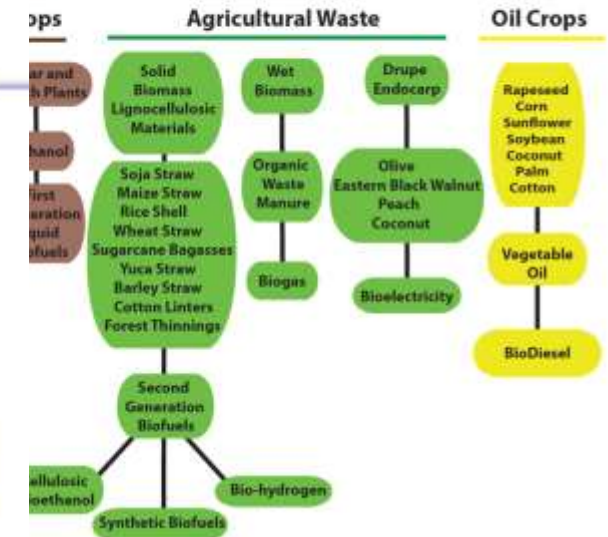 Agricultural Waste
Oil Crops
and
Plants
Solid
Biomass
Lignocellulosic
Materials
Wet
Biomass
Drupe
Endocarp
Rapeseed
Corn
Sunflower
Soybean
Coconut
Palm
Cotton
Soja Straw
Maize Straw
Rice Shell
Wheat Straw
Sugarcane Bagasses
Yuca Straw
Barley Straw
Cotton Linters
Forest Thinnings
Organic
Waste
Manure
Olive
Eastern Black Walnut
Peach
Coconut
Vegetable
Oil
Biogas
Bioelectricity
BioDiesel
Second
Generation
Biofuels
Bio-hydrogen
Synthetic Biofuels